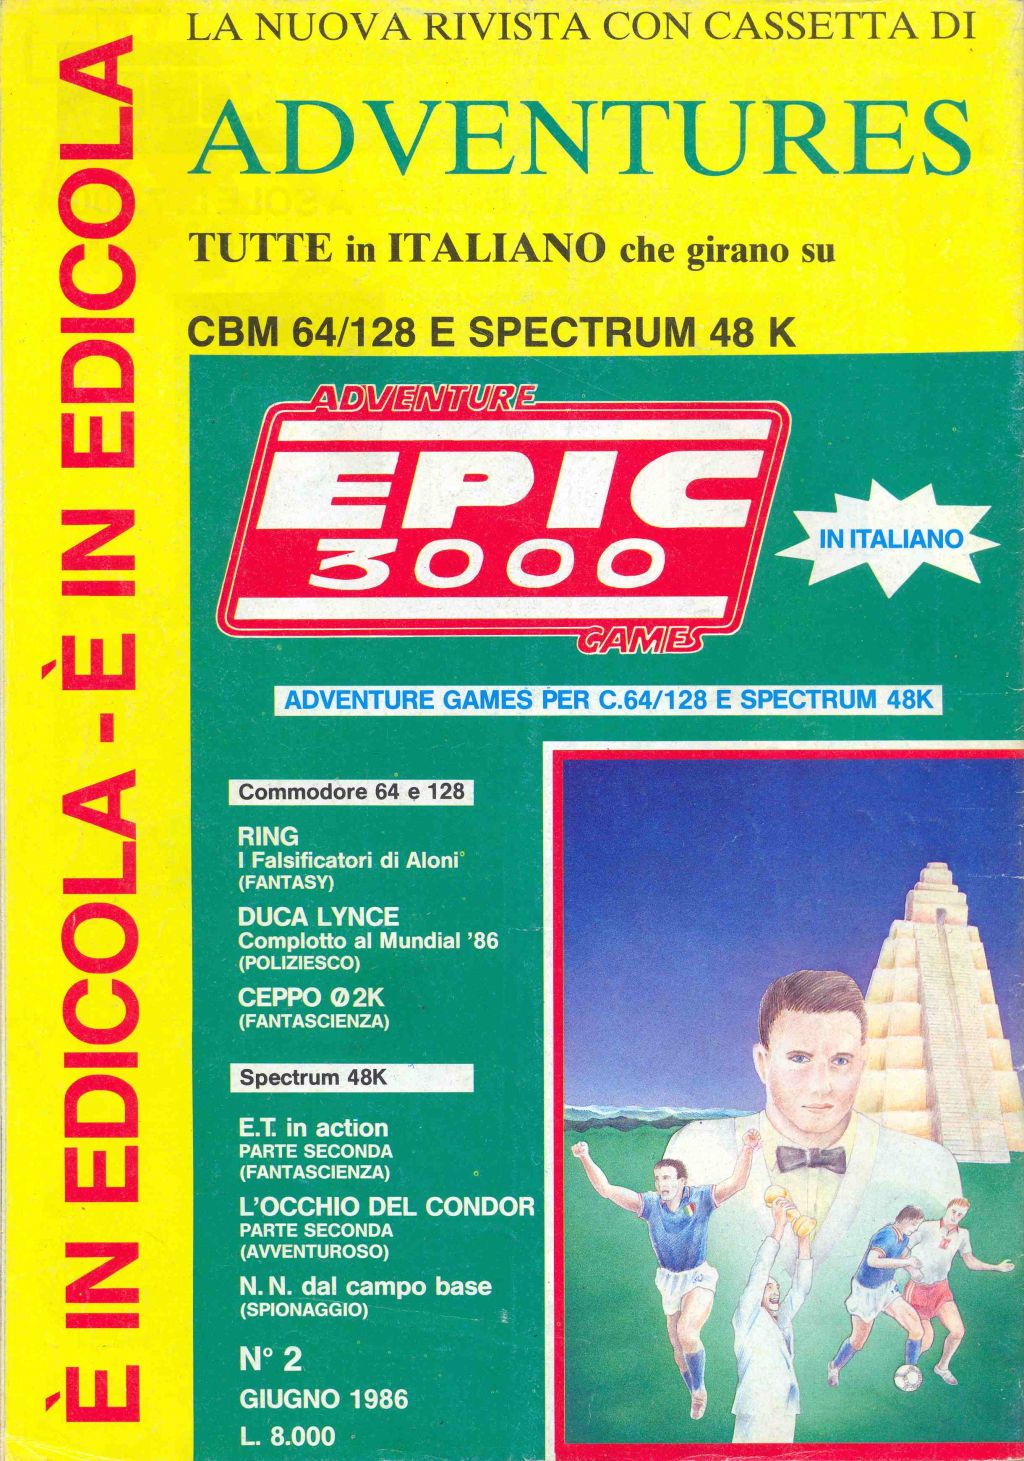 È IN EDICOLA - È IN EDICOLA
LA NUOVA RIVISTA CON CASSETTA DI
ADVENTURES
TUTTE in ITALIANO che girano su
CBM 64/128 E SPECTRUM 48 K
ADVENTURE
EPIC
3000
GAMES
IN ITALIANO
ADVENTURE GAMES PER C.64/128 E SPECTRUM 48K
Commodore 64 e 128
RING
I Falsificatori di Aloni
(FANTASY)
DUCA LYNCE
Complotto al Mundial '86
(POLIZIESCO)
CEPPO Ø2K
(FANTASCIENZA)
Spectrum 48K
E.T. in action
PARTE SECONDA
(FANTASCIENZA)
L'OCCHIO DEL CONDOR
PARTE SECONDA
(AVVENTUROSO)
N.N. dal campo base
(SPIONAGGIO)
N° 2
GIUGNO 1986
L. 8.000